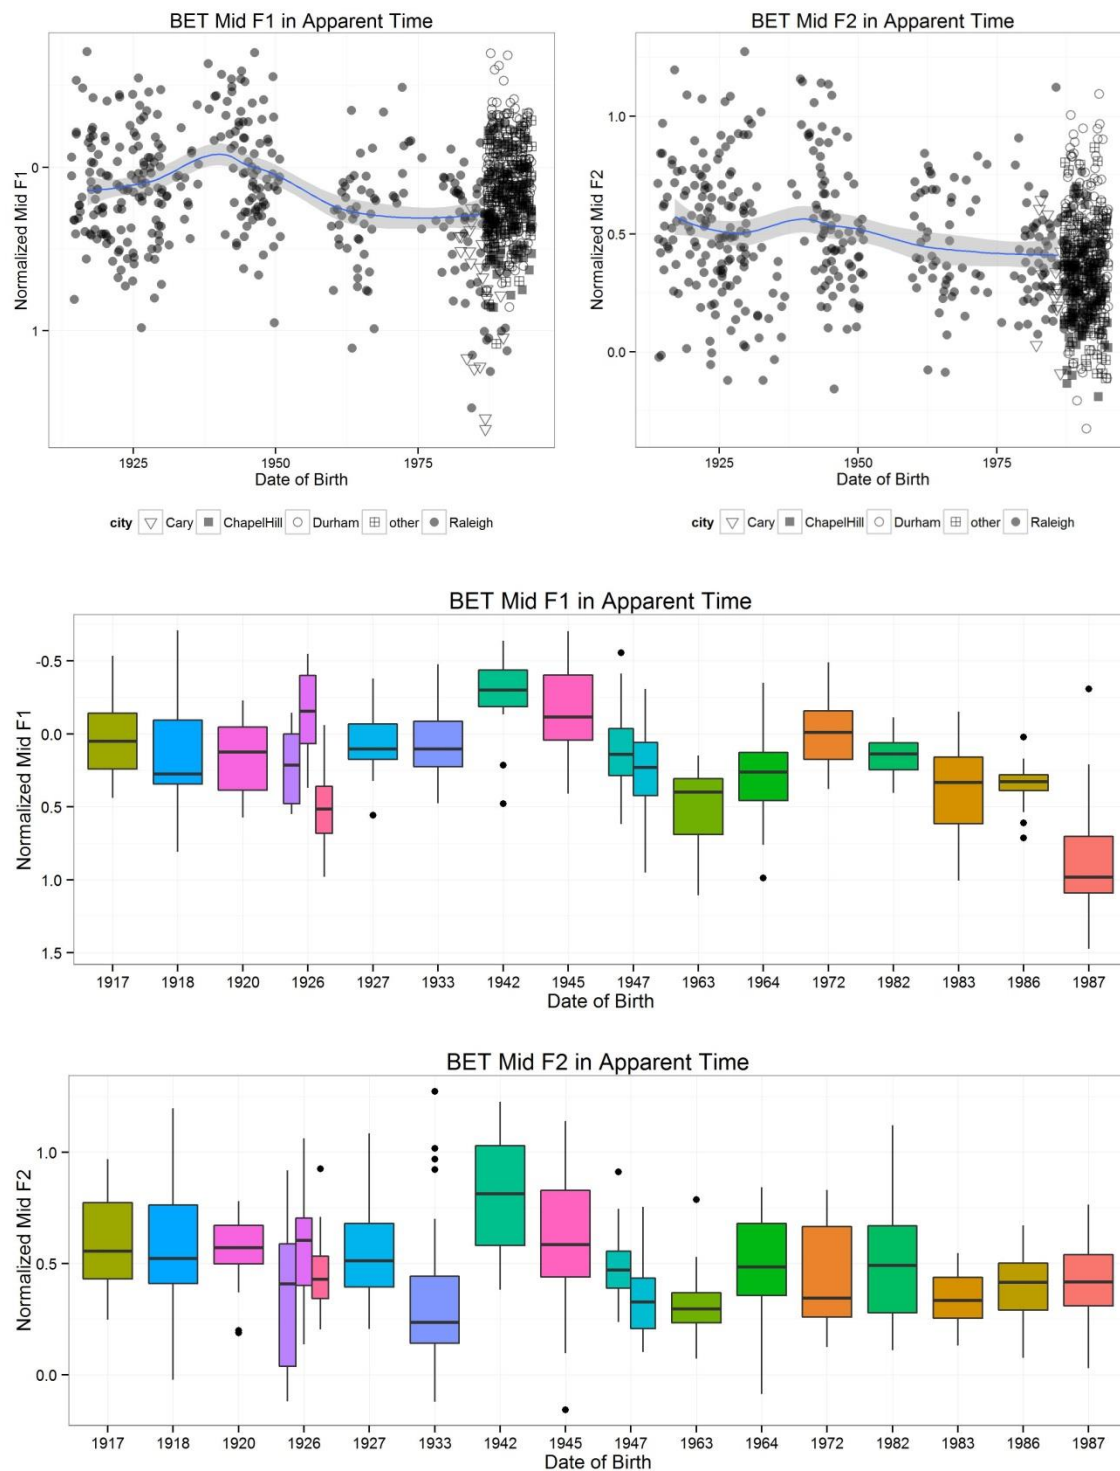 BET Mid F1 in Apparent Time
Normalized Mid F1
0
1
1925
1950
1975
Date of Birth
city Cary ChapelHill Durham other Raleigh
BET Mid F2 in Apparent Time
Normalized Mid F2
1.0
0.5
0.0
1925
1950
1975
Date of Birth
city Cary ChapelHill Durham other Raleigh
BET Mid F1 in Apparent Time
Normalized Mid F1
-0.5
0.0
0.5
1.0
1.5
1917 1918 1920 1926 1927 1933 1942 1945 1947 1963 1964 1972 1982 1983 1986 1987
Date of Birth
BET Mid F2 in Apparent Time
Normalized Mid F2
1.0
0.5
0.0
1917 1918 1920 1926 1927 1933 1942 1945 1947 1963 1964 1972 1982 1983 1986 1987
Date of Birth